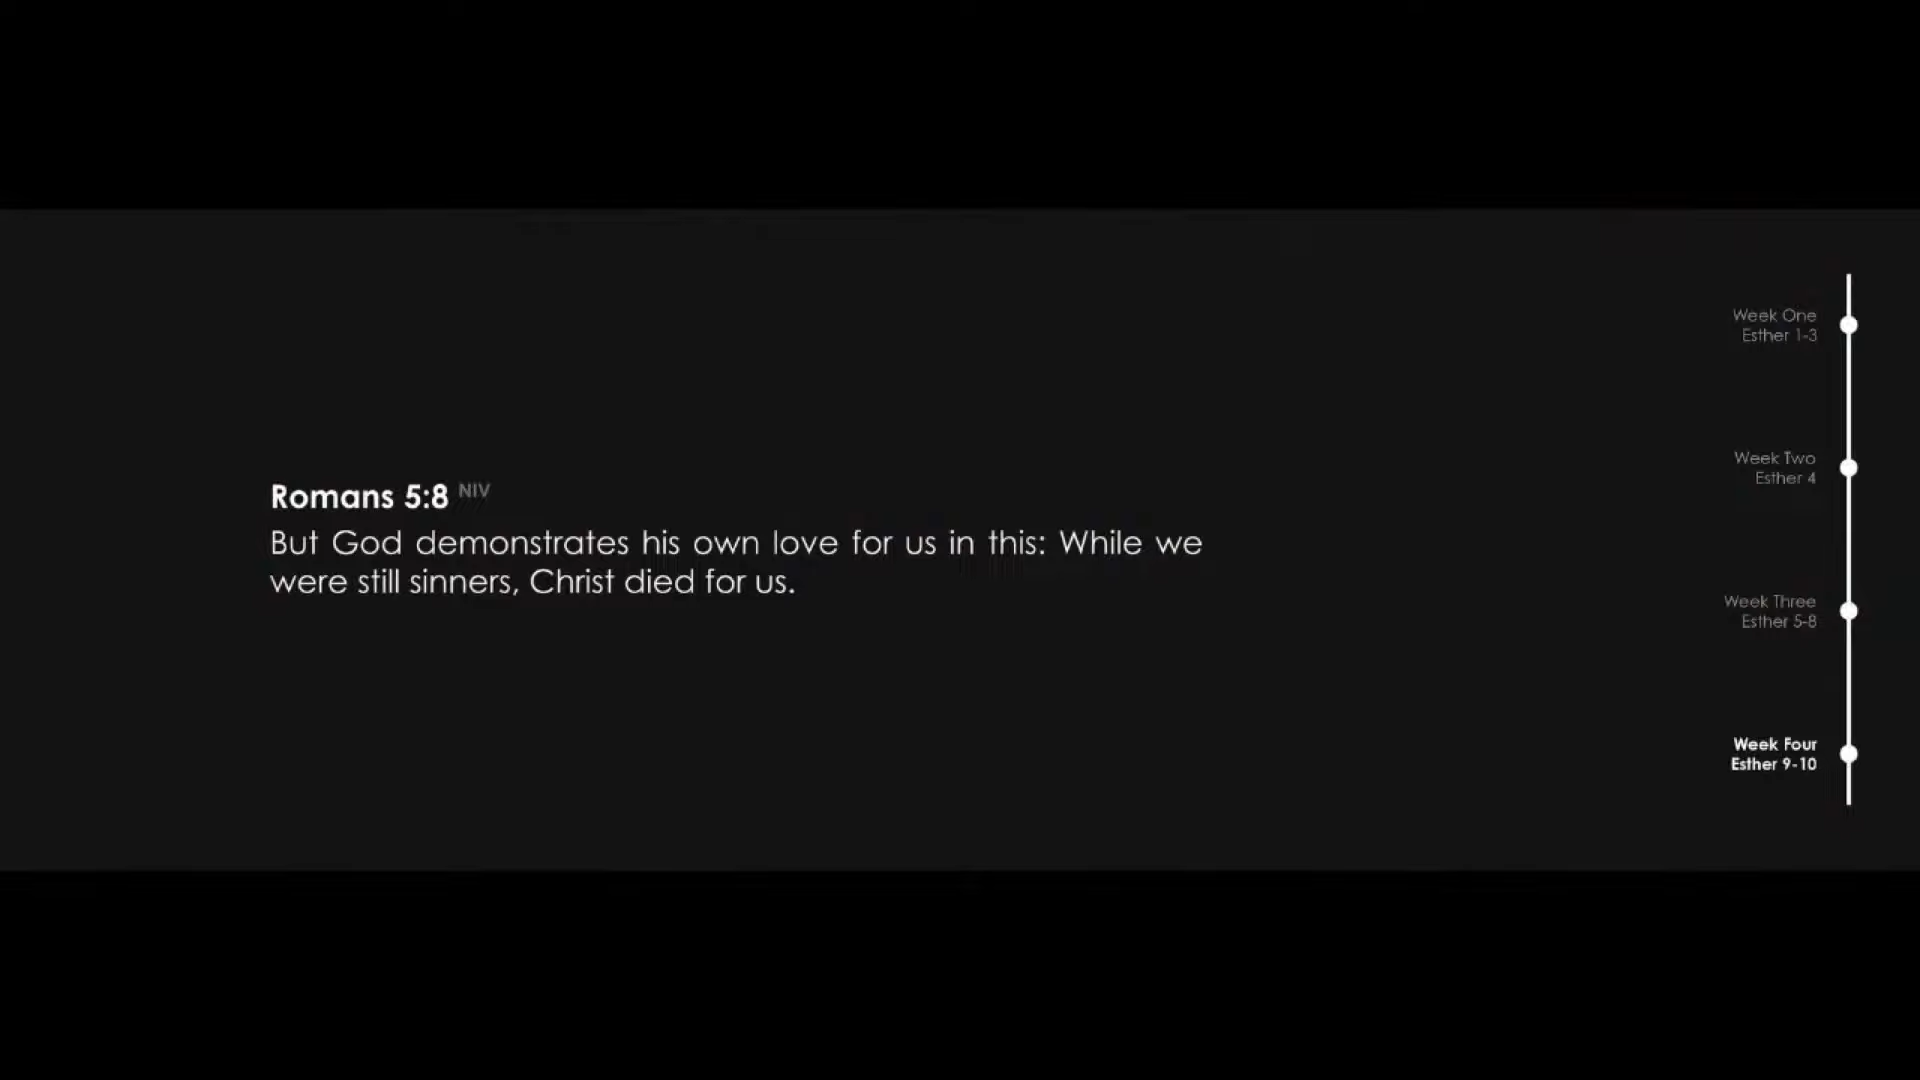 Romans 5:8 NIV
But God demonstrates his own love for us in this: While we
were still sinners, Christ died for us.
Week One
Esther 1-3
Week Two
Esther 4
Week Three
Esther 5-8
Week Four
Esther 9-10